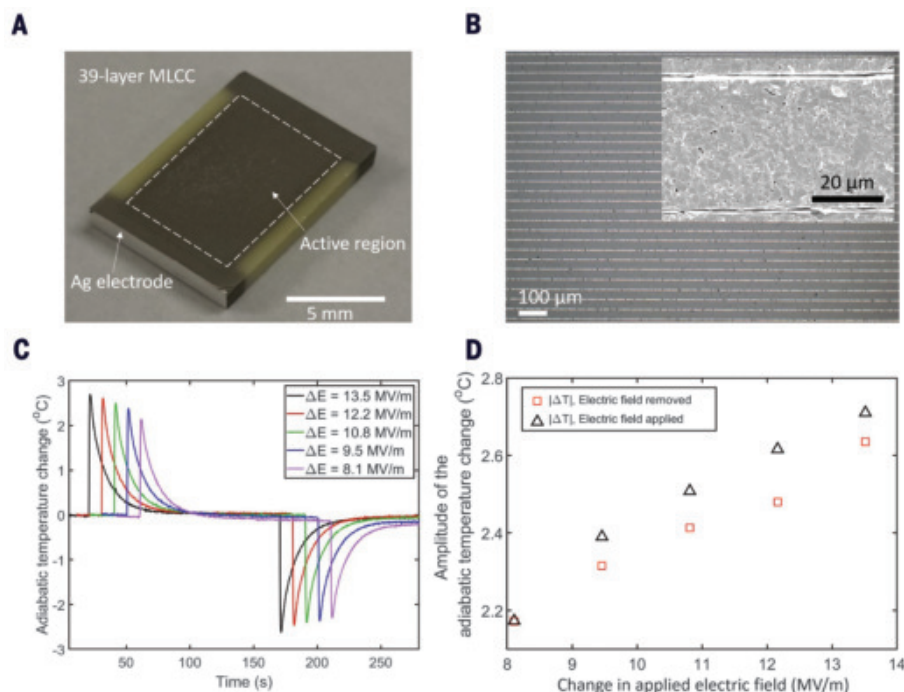 A
39-layer MLCC
Active region
Ag electrode
5 mm
B
20 μm
100 μm
C
Adiabatic temperature change (°C)
3
2
1
0
-1
-2
-3
ΔE = 13.5 MV/m
ΔE = 12.2 MV/m
ΔE = 10.8 MV/m
ΔE = 9.5 MV/m
ΔE = 8.1 MV/m
50 100 150 200 250
Time (s)
D
Amplitude of the
adiabatic temperature change (°C)
2.8
2.6
2.4
2.2
|ΔT|, Electric field removed
|ΔT|, Electric field applied
8 9 10 11 12 13 14
Change in applied electric field (MV/m)